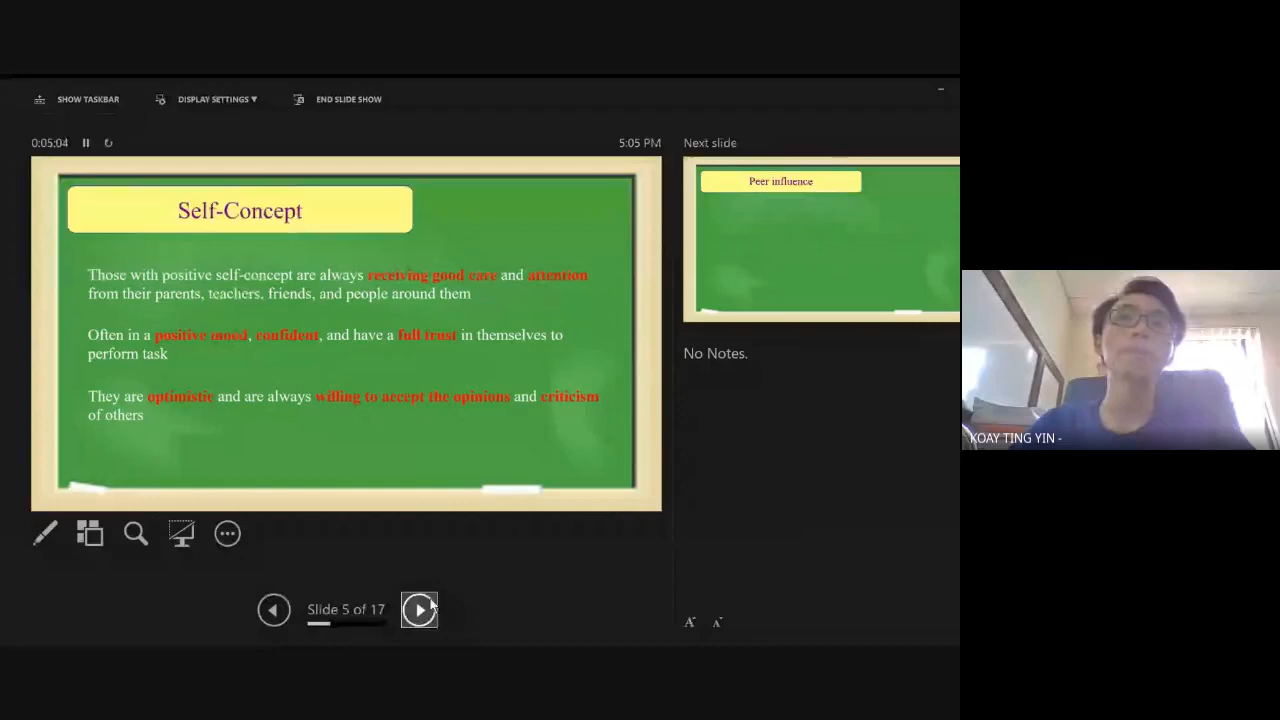 SHOW TASKBAR
DISPLAY SETTINGS ▼
END SLIDE SHOW
0:05:04
5:05 PM
Next slide
Self-Concept
Those with positive self-concept are always receiving good care and attention
from their parents, teachers, friends, and people around them
Often in a positive mood, confident, and have a full trust in themselves to
perform task
They are optimistic and are always willing to accept the opinions and criticism
of others
Peer influence
No Notes.
KOAY TING YIN -
Slide 5 of 17
A A